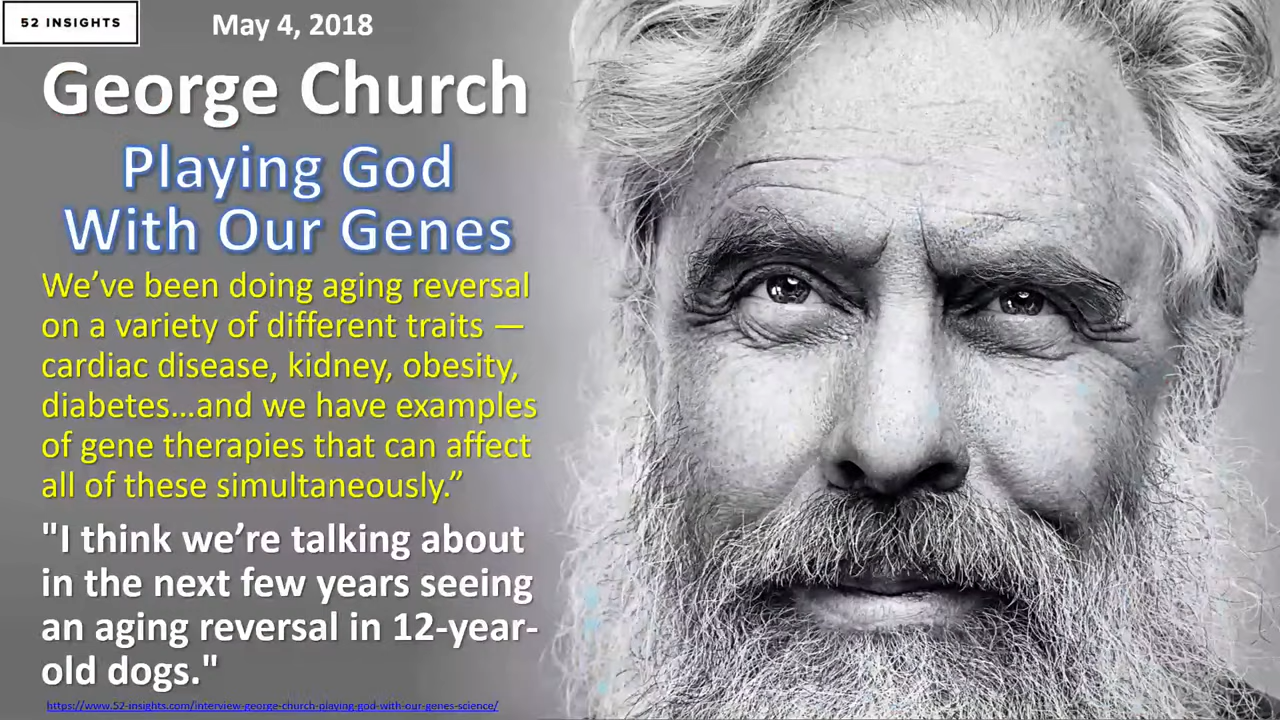 52 INSIGHTS
May 4, 2018
George Church
Playing God
With Our Genes
We’ve been doing aging reversal
on a variety of different traits —
cardiac disease, kidney, obesity,
diabetes...and we have examples
of gene therapies that can affect
all of these simultaneously.”
"I think we’re talking about
in the next few years seeing
an aging reversal in 12-year-
old dogs."
https://www.52-insights.com/interview-george-church-playing-god-with-our-genes-science/